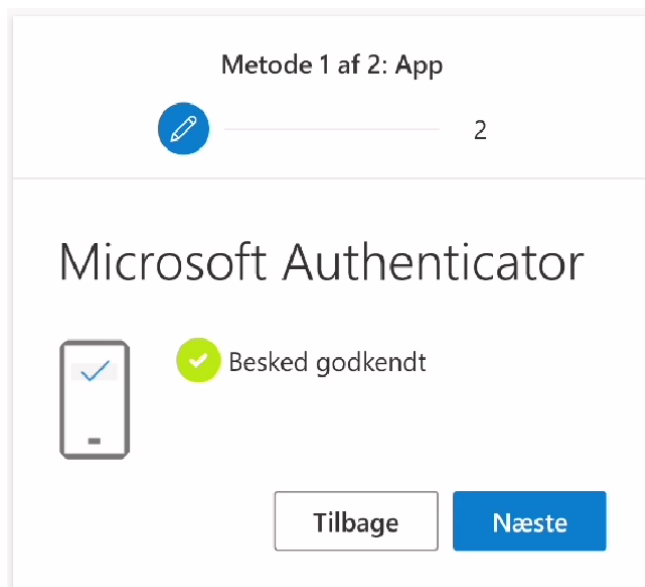 Metode 1 af 2: App
2
Microsoft Authenticator
Besked godkendt
Tilbage
Næste